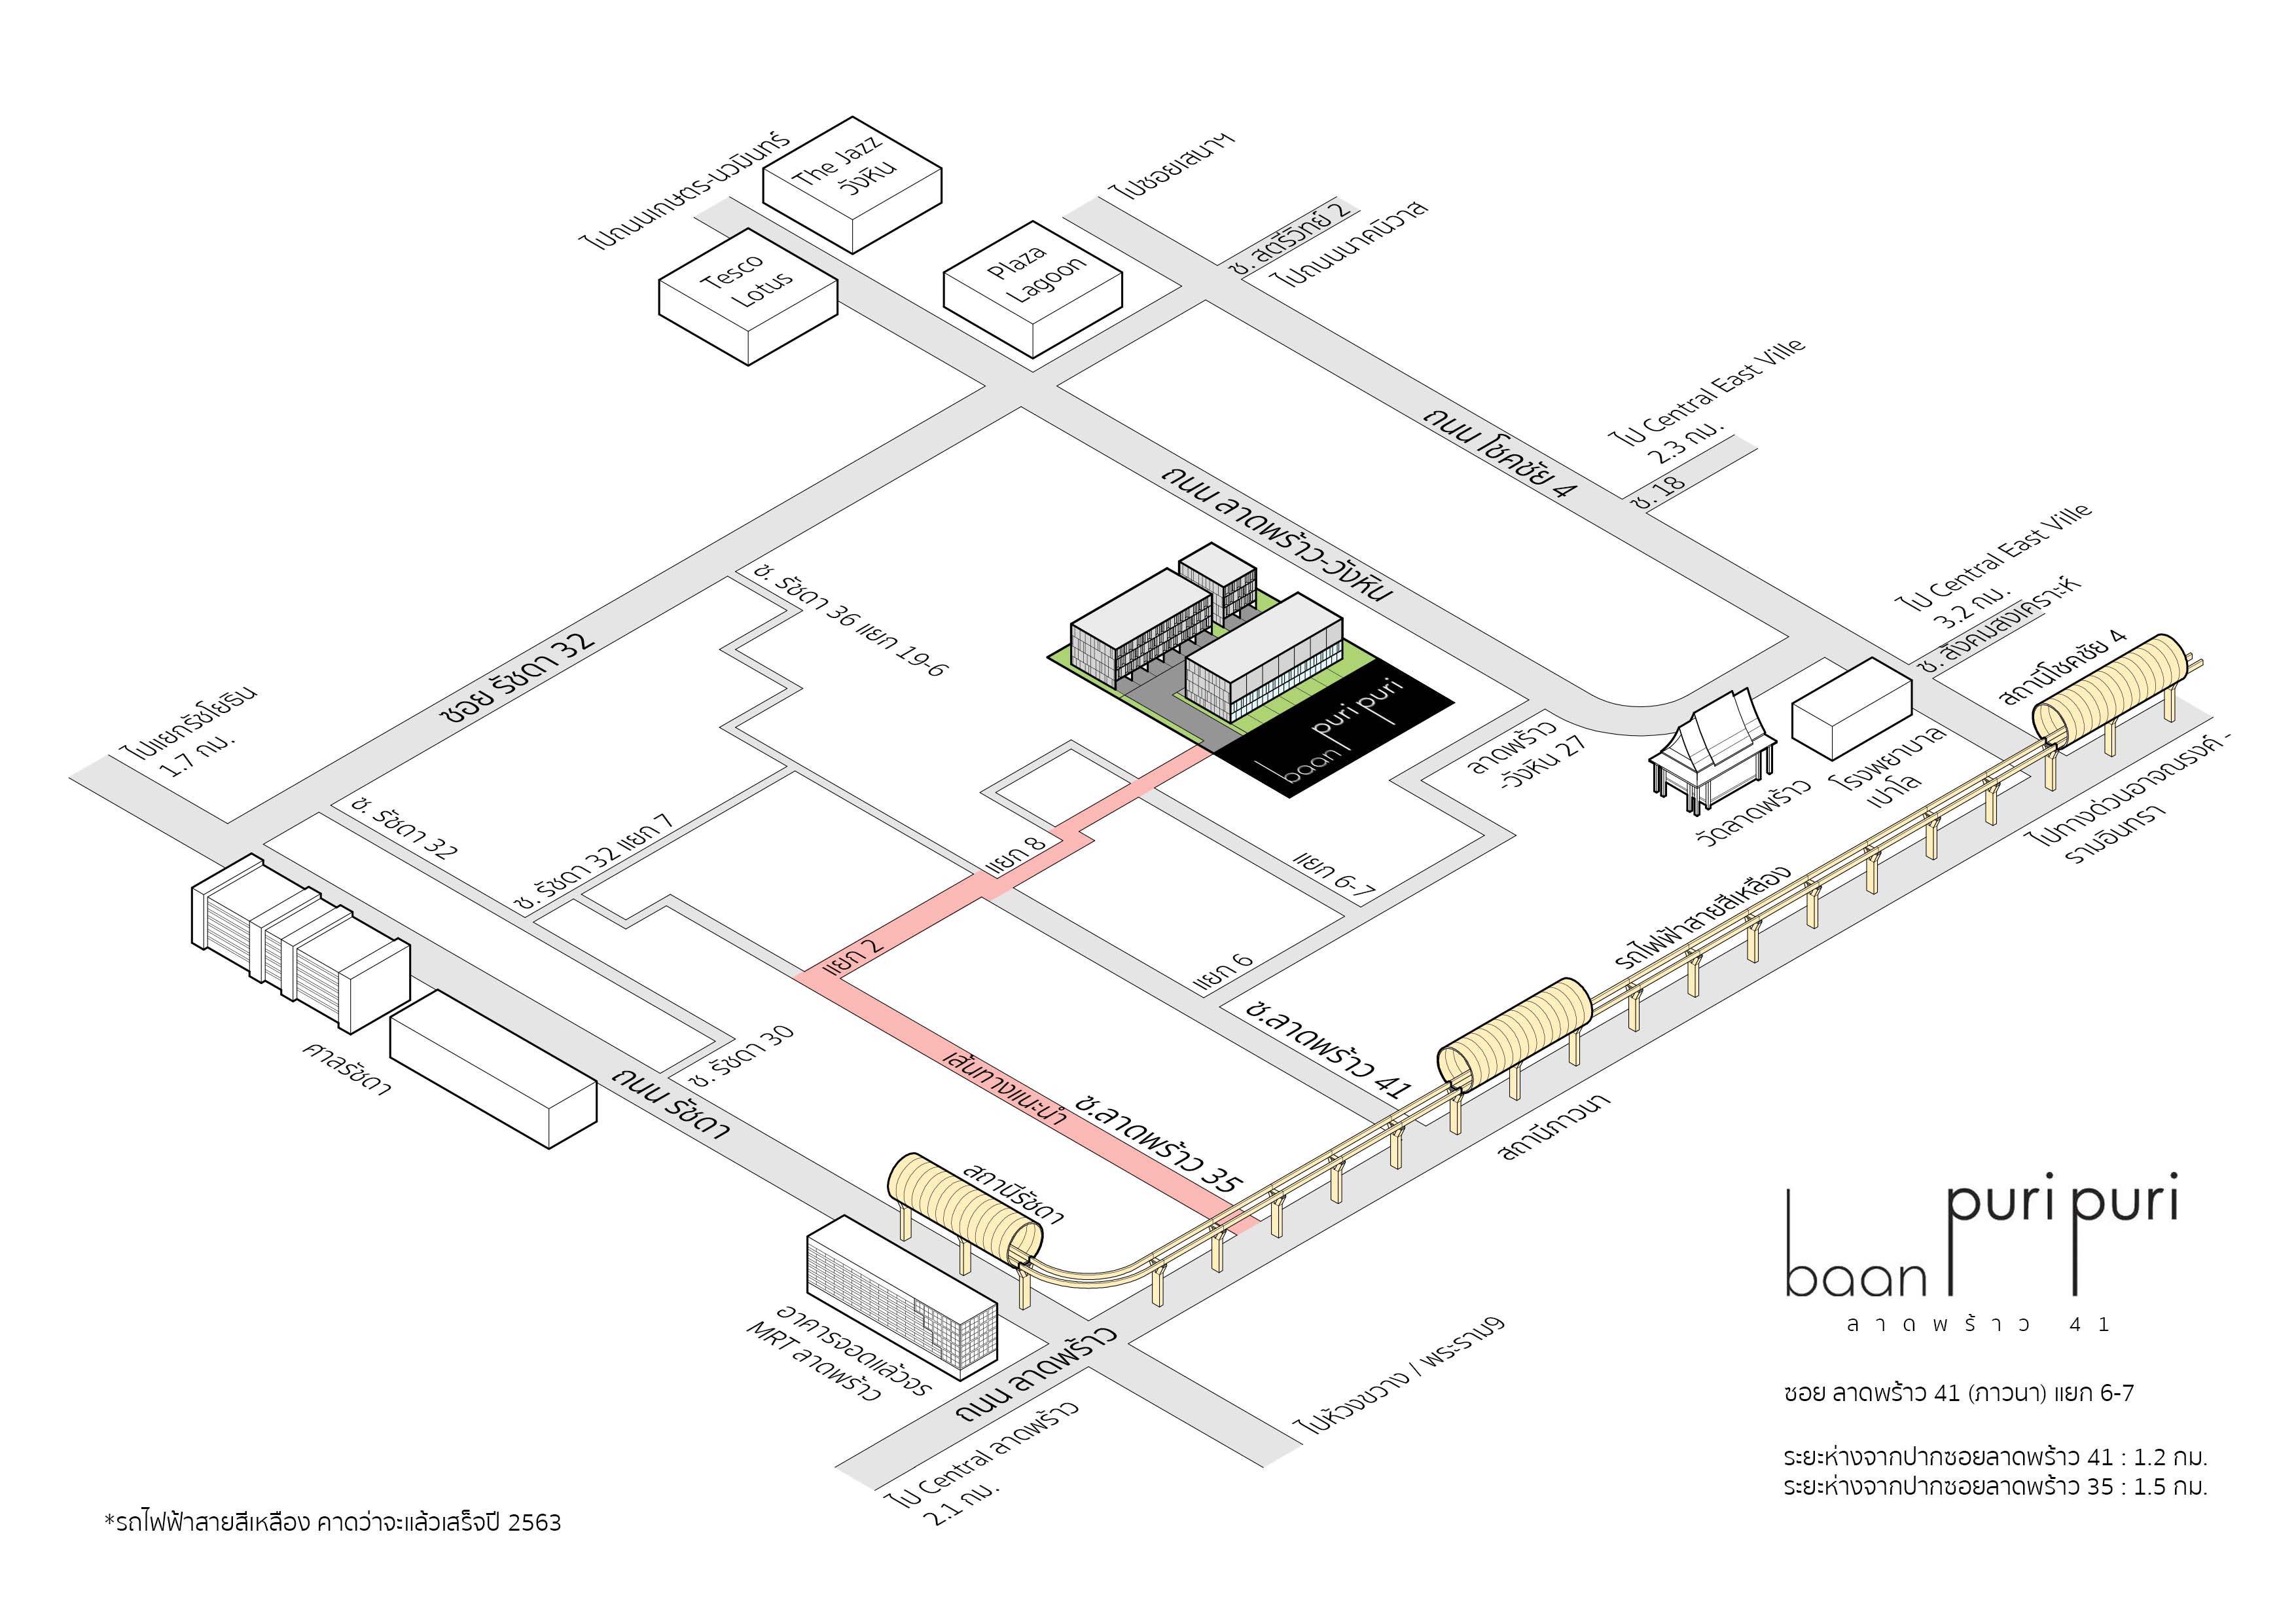 ไปถนนเกษตร-นวมินทร์
The Jazz
วังหิน
Tesco
Lotus
Plaza
Lagoon
ไปซอยเสนาฯ
ซ. สตรีวิทย์ 2
ไปถนนนาคนิวาส
ถนน โชคชัย 4
ไป Central East Ville
2.3 กม.
ซ. 18
ถนน ลาดพร้าว-วังหิน
ไป Central East Ville
3.2 กม.
ซ. สังคมสงเคราะห์
สถานีโชคชัย 4
ซอย รัชดา 32
ซ. รัชดา 36 แยก 19-6
baan puri puri
ไปแยกรัชโยธิน
1.7 กม.
ลาดพร้าว
-วังหิน 27
วัดลาดพร้าว
โรงพยาบาล
เปาโล
ไปทางด่วนอาจณรงค์ -
รามอินทรา
ซ. รัชดา 32
ซ. รัชดา 32 แยก 7
แยก 8
แยก 6-7
แยก 2
แยก 6
รถไฟฟ้าสายสีเหลือง
ศาลรัชดา
ซ. รัชดา 30
ถนน รัชดา
เส้นทางแนะนำ
ซ.ลาดพร้าว 35
ซ.ลาดพร้าว 41
สถานีภาวนา
สถานีรัชดา
อาคารจอดแล้วจร
MRT ลาดพร้าว
ถนน ลาดพร้าว
ไป Central ลาดพร้าว
2.1 กม.
ไปห้วงขวาง / พระราม9
baan puri puri
ลาดพร้าว 41
ซอย ลาดพร้าว 41 (ภาวนา) แยก 6-7
ระยะห่างจากปากซอยลาดพร้าว 41 : 1.2 กม.
ระยะห่างจากปากซอยลาดพร้าว 35 : 1.5 กม.
*รถไฟฟ้าสายสีเหลือง คาดว่าจะแล้วเสร็จปี 2563